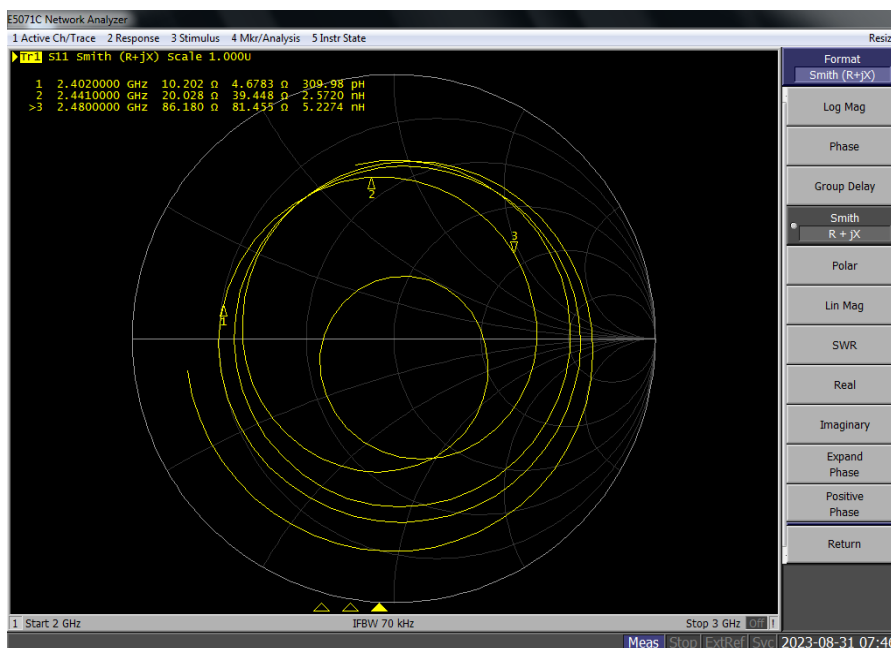 E5071C Network Analyzer
1 Active Ch/Trace 2 Response 3 Stimulus 4 Mkr/Analysis 5 Instr State
Resiz
Tr1 S11 Smith (R+jX) Scale 1.000U
1 2.4020000 GHz 10.202 Ω 4.6783 Ω 309.98 pH
2 2.4410000 GHz 20.028 Ω 39.448 Ω 2.5720 nH
>3 2.4800000 GHz 86.180 Ω 81.455 Ω 5.2274 nH
2
3
1
Format
Smith (R+jX)
Log Mag
Phase
Group Delay
Smith
R + jX
Polar
Lin Mag
SWR
Real
Imaginary
Expand
Phase
Positive
Phase
Return
1 Start 2 GHz IFBW 70 kHz Stop 3 GHz Off !
Meas Stop ExtRef Svc 2023-08-31 07:46